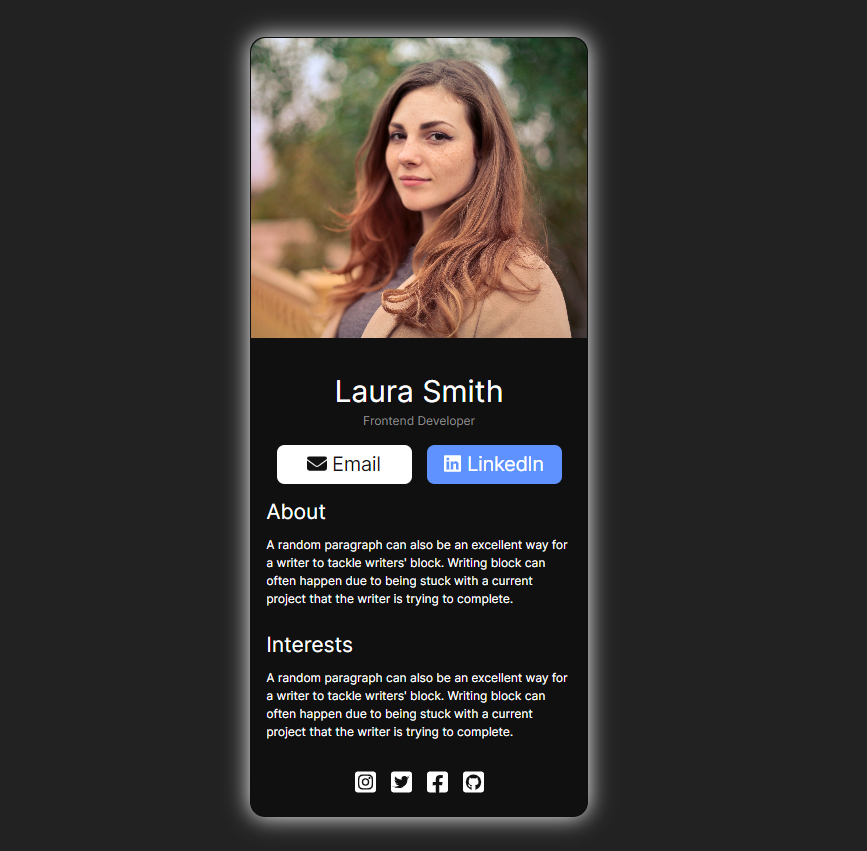 Laura Smith
Frontend Developer
Email
LinkedIn
About
A random paragraph can also be an excellent way for
a writer to tackle writers' block. Writing block can
often happen due to being stuck with a current
project that the writer is trying to complete.
Interests
A random paragraph can also be an excellent way for
a writer to tackle writers' block. Writing block can
often happen due to being stuck with a current
project that the writer is trying to complete.